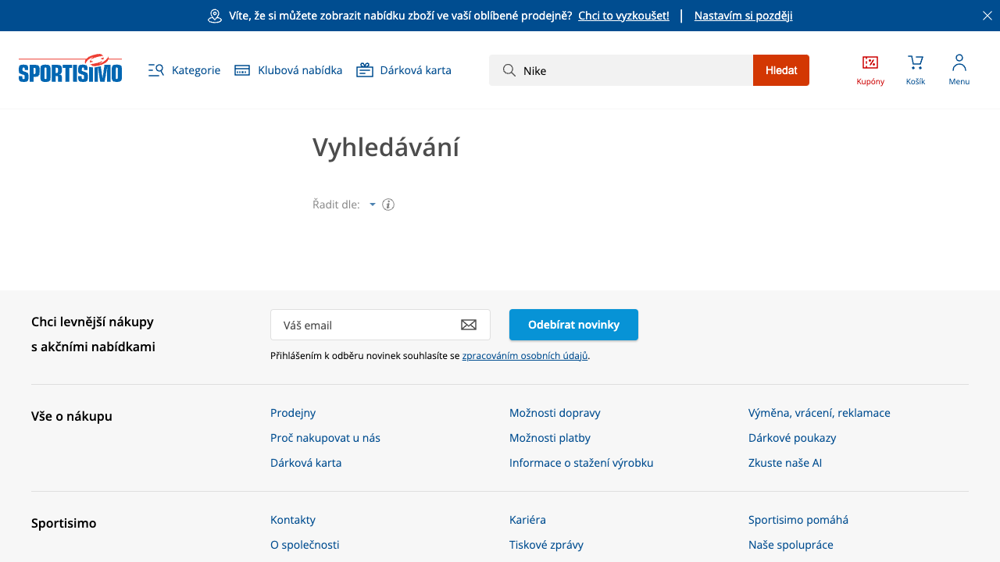 Víte, že si můžete zobrazit nabídku zboží ve vaší oblíbené prodejně? Chci to vyzkoušet! | Nastavím si později
SPORTISIMO
Kategorie
Klubová nabídka
Dárková karta
Nike
Hledat
Kupóny
Košík
Menu
Vyhledávání
Řadit dle:
Chci levnější nákupy
s akčními nabídkami
Váš email
Odebírat novinky
Přihlášením k odběru novinek souhlasíte se zpracováním osobních údajů.
Vše o nákupu
Prodejny
Možnosti dopravy
Výměna, vrácení, reklamace
Proč nakupovat u nás
Možnosti platby
Dárkové poukazy
Dárková karta
Informace o stažení výrobku
Zkuste naše AI
Sportisimo
Kontakty
Kariéra
Sportisimo pomáhá
O společnosti
Tiskové zprávy
Naše spolupráce